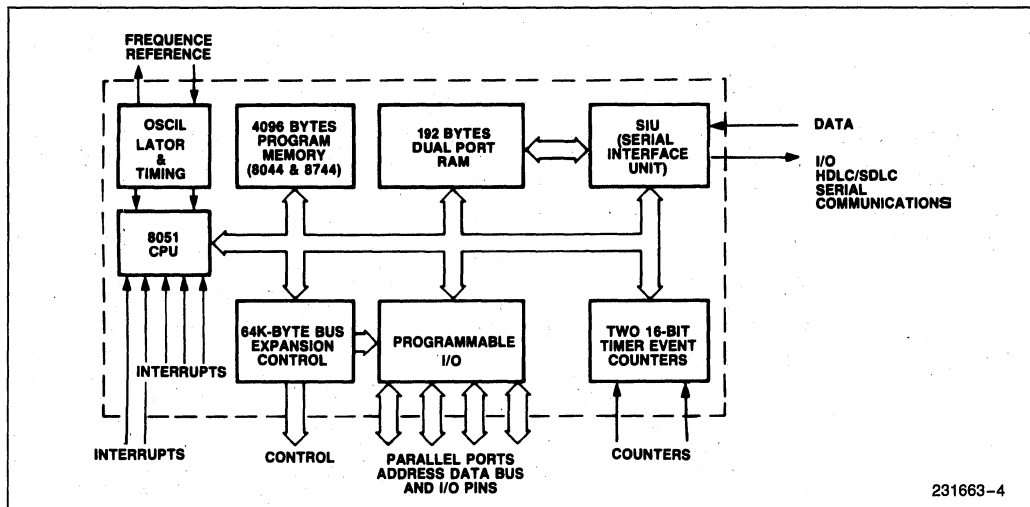 FREQUENCE
REFERENCE
OSCIL
LATOR
&
TIMING
4096 BYTES
PROGRAM
MEMORY
(8044 & 8744)
192 BYTES
DUAL PORT
RAM
SIU
(SERIAL
INTERFACE
UNIT)
DATA
I/O
HDLC/SDLC
SERIAL
COMMUNICATIONS
8051
CPU
64K-BYTE BUS
EXPANSION
CONTROL
PROGRAMMABLE
I/O
TWO 16-BIT
TIMER EVENT
COUNTERS
INTERRUPTS
INTERRUPTS
CONTROL
PARALLEL PORTS
ADDRESS DATA BUS
AND I/O PINS
COUNTERS
231663-4